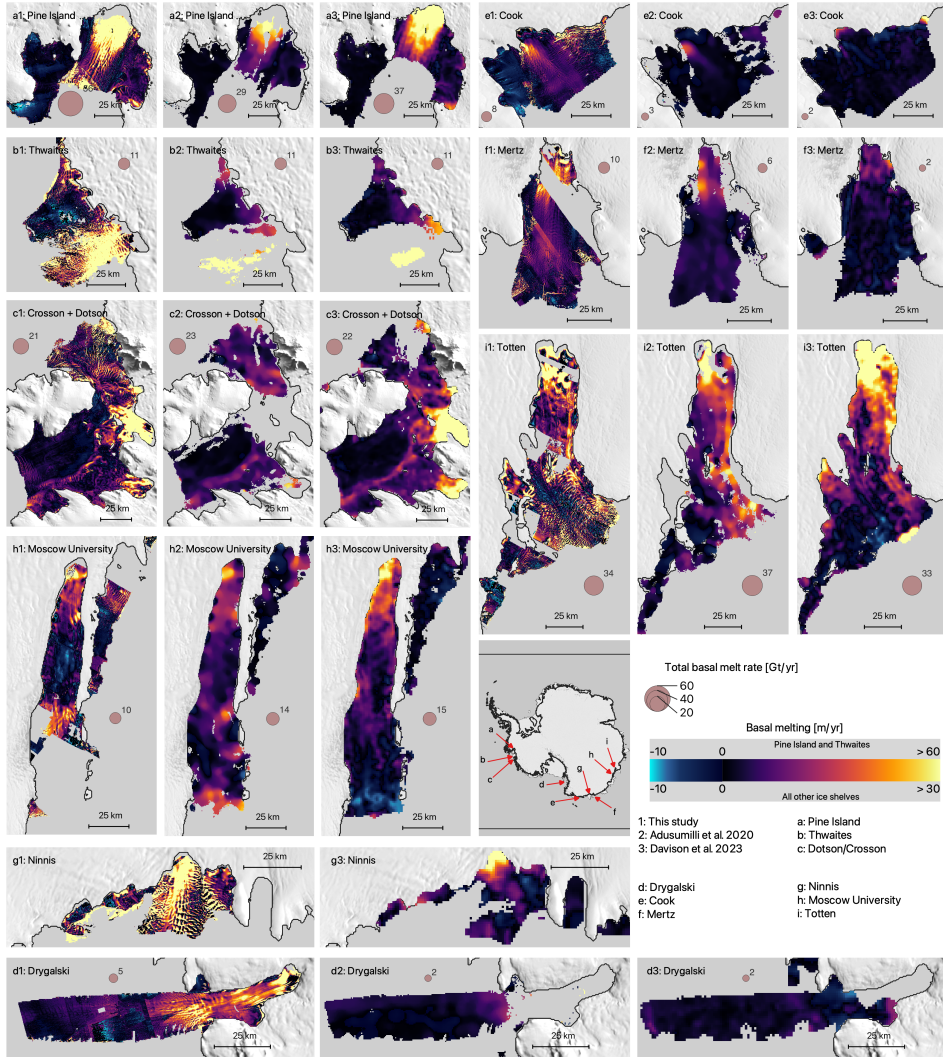 a1: Pine Island
86
25 km
a2: Pine Island
29
25 km
a3: Pine Island
37
25 km
e1: Cook
8
25 km
e2: Cook
3
25 km
e3: Cook
2
25 km
b1: Thwaites
11
25 km
b2: Thwaites
11
25 km
b3: Thwaites
11
25 km
f1: Mertz
10
25 km
f2: Mertz
6
25 km
f3: Mertz
2
25 km
c1: Crosson + Dotson
21
25 km
c2: Crosson + Dotson
23
25 km
c3: Crosson + Dotson
22
25 km
i1: Totten
34
25 km
i2: Totten
37
25 km
i3: Totten
33
25 km
h1: Moscow University
10
25 km
h2: Moscow University
14
25 km
h3: Moscow University
15
25 km
a
b
c
d
e
g
f
h
i
Total basal melt rate [Gt/yr]
60
40
20
Basal melting [m/yr]
Pine Island and Thwaites
-10 0 > 60
-10 0 > 30
All other ice shelves
1: This study
2: Adusumilli et al. 2020
3: Davison et al. 2023
a: Pine Island
b: Thwaites
c: Dotson/Crosson
d: Drygalski
e: Cook
f: Mertz
g: Ninnis
h: Moscow University
i: Totten
g1: Ninnis
25 km
g3: Ninnis
25 km
d1: Drygalski
5
25 km
d2: Drygalski
2
25 km
d3: Drygalski
2
25 km